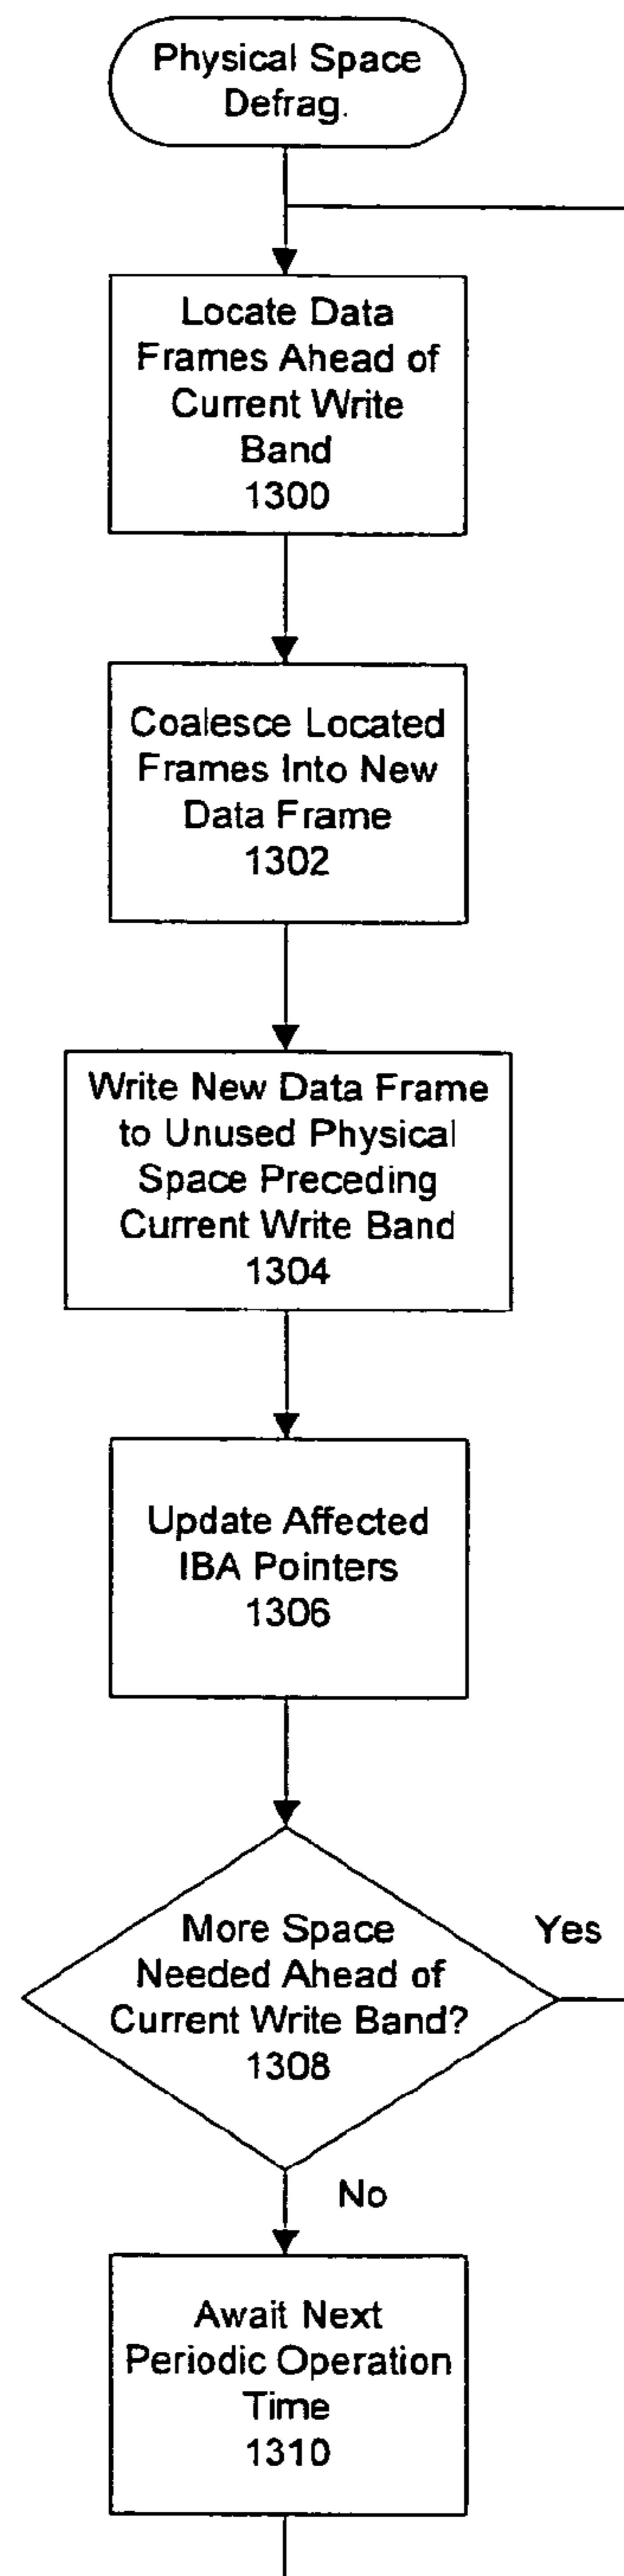 Physical Space
Defrag.
Locate Data
Frames Ahead of
Current Write
Band
1300
Coalesce Located
Frames Into New
Data Frame
1302
Write New Data Frame
to Unused Physical
Space Preceding
Current Write Band
1304
Update Affected
IBA Pointers
1306
More Space
Needed Ahead of
Current Write Band?
1308
Yes
No
Await Next
Periodic Operation
Time
1310